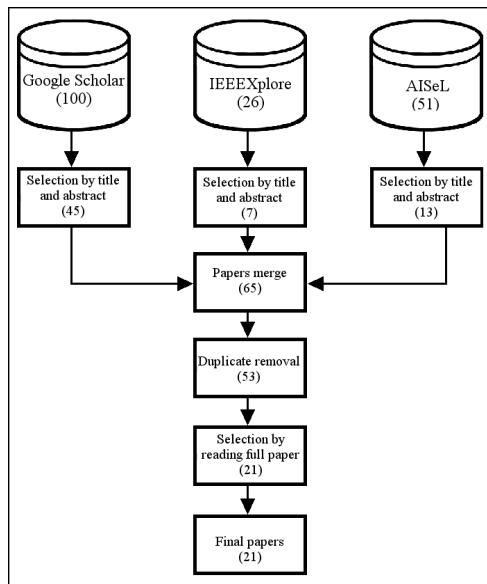 Google Scholar
(100)
IEEEXplore
(26)
AISeL
(51)
Selection by title
and abstract
(45)
Selection by title
and abstract
(7)
Selection by title
and abstract
(13)
Papers merge
(65)
Duplicate removal
(53)
Selection by
reading full paper
(21)
Final papers
(21)